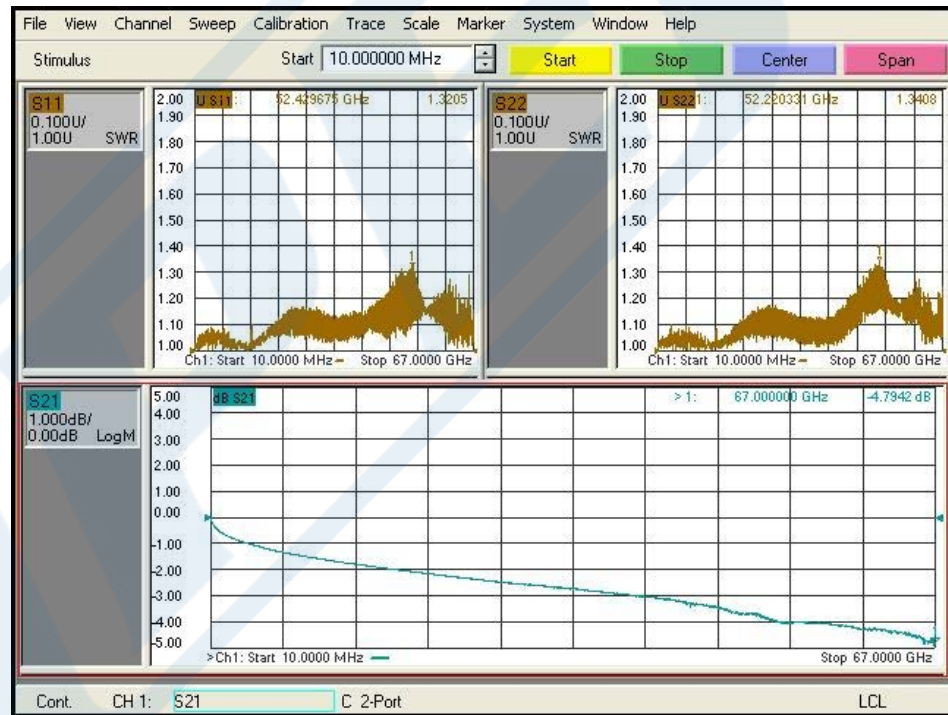 File View Channel Sweep Calibration Trace Scale Marker System Window Help
Stimulus Start 10.000000 MHz Start Stop Center Span
S11
0.100U/
1.00U SWR
2.00
1.90
1.80
1.70
1.60
1.50
1.40
1.30
1.20
1.10
1.00
U S11: 52.429675 GHz 1.3205
1
Ch1: Start 10.0000 MHz Stop 67.0000 GHz
S22
0.100U/
1.00U SWR
2.00
1.90
1.80
1.70
1.60
1.50
1.40
1.30
1.20
1.10
1.00
U S22 1: 52.220331 GHz 1.3408
1
Ch1: Start 10.0000 MHz Stop 67.0000 GHz
S21
1.000dB/
0.00dB LogM
5.00
4.00
3.00
2.00
1.00
0.00
-1.00
-2.00
-3.00
-4.00
-5.00
dB S21 > 1: 67.000000 GHz -4.7942 dB
>Ch1: Start 10.0000 MHz Stop 67.0000 GHz
Cont. CH 1: S21 C 2-Port LCL